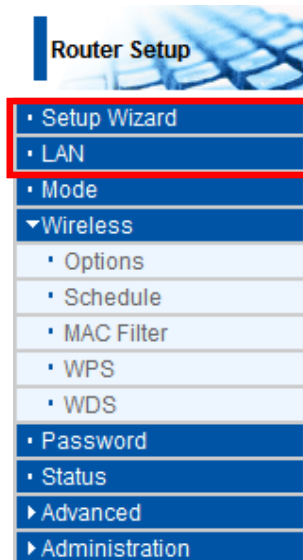 Router Setup
Setup Wizard
LAN
Mode
Wireless
Options
Schedule
MAC Filter
WPS
WDS
Password
Status
Advanced
Administration